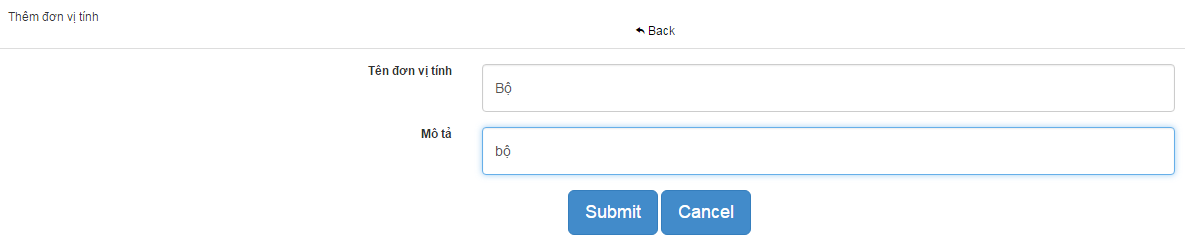 Thêm đơn vị tính
Back
Tên đơn vị tính
Bộ
Mô tả
bộ
Submit Cancel